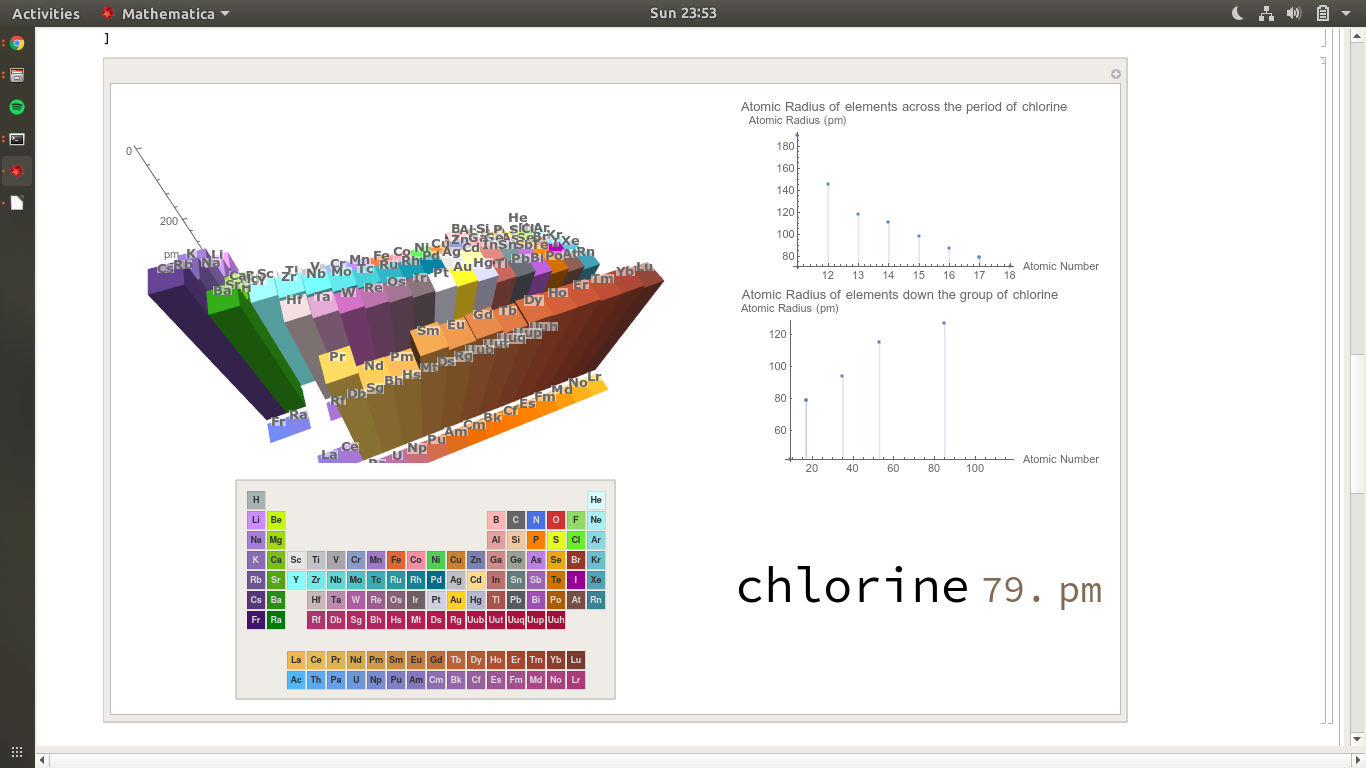 Activities Mathematica Sun 23:53
]
Atomic Radius of elements across the period of chlorine
Atomic Radius (pm)
180
160
140
120
100
80
12 13 14 15 16 17 18 Atomic Number
Atomic Radius of elements down the group of chlorine
Atomic Radius (pm)
120
100
80
60
20 40 60 80 100 Atomic Number
0
200
pm
He
K Li
Na
Sc Ti V Cr Mn Fe Co Ni Cu
Zr Nb Mo Tc Ru Rh Pd Ag Cd
Hf Ta W Re Os Ir Pt Au Hg Tl Pb Bi Po At Rn
Xe
Pr Nd Pm Sm Eu Gd Tb Dy Ho Er Tm Yb Lu
Rf Db Sg Bh Hs Mt Ds Rg Uub
Fr Ra
La Ce
U Np Pu Am Cm Bk Cf Es Fm Md No Lr
H He
Li Be B C N O F Ne
Na Mg Al Si P S Cl Ar
K Ca Sc Ti V Cr Mn Fe Co Ni Cu Zn Ga Ge As Se Br Kr
Rb Sr Y Zr Nb Mo Tc Ru Rh Pd Ag Cd In Sn Sb Te I Xe
Cs Ba Hf Ta W Re Os Ir Pt Au Hg Tl Pb Bi Po At Rn
Fr Ra Rf Db Sg Bh Hs Mt Ds Rg Uub Uut Uuq Uup Uuh
La Ce Pr Nd Pm Sm Eu Gd Tb Dy Ho Er Tm Yb Lu
Ac Th Pa U Np Pu Am Cm Bk Cf Es Fm Md No Lr
chlorine 79. pm